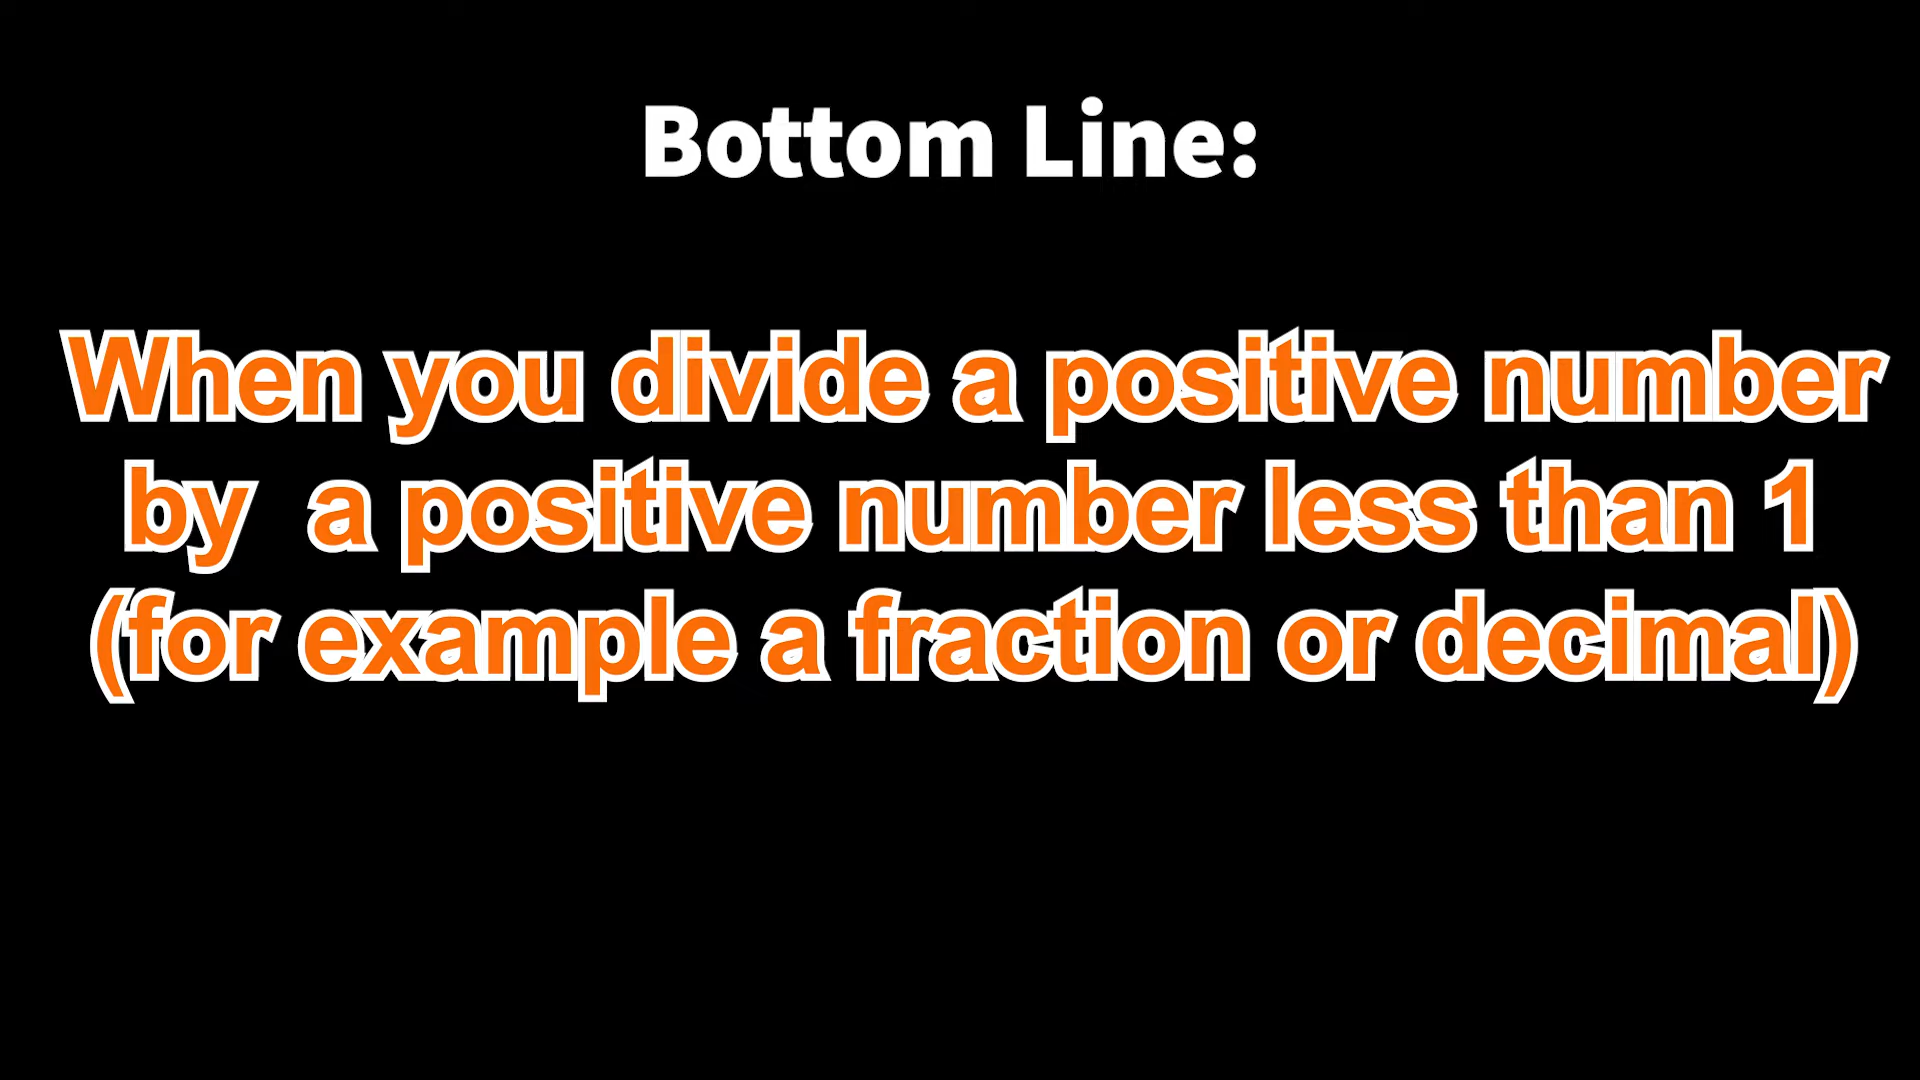 Bottom Line:
When you divide a positive number
by a positive number less than 1
(for example a fraction or decimal)